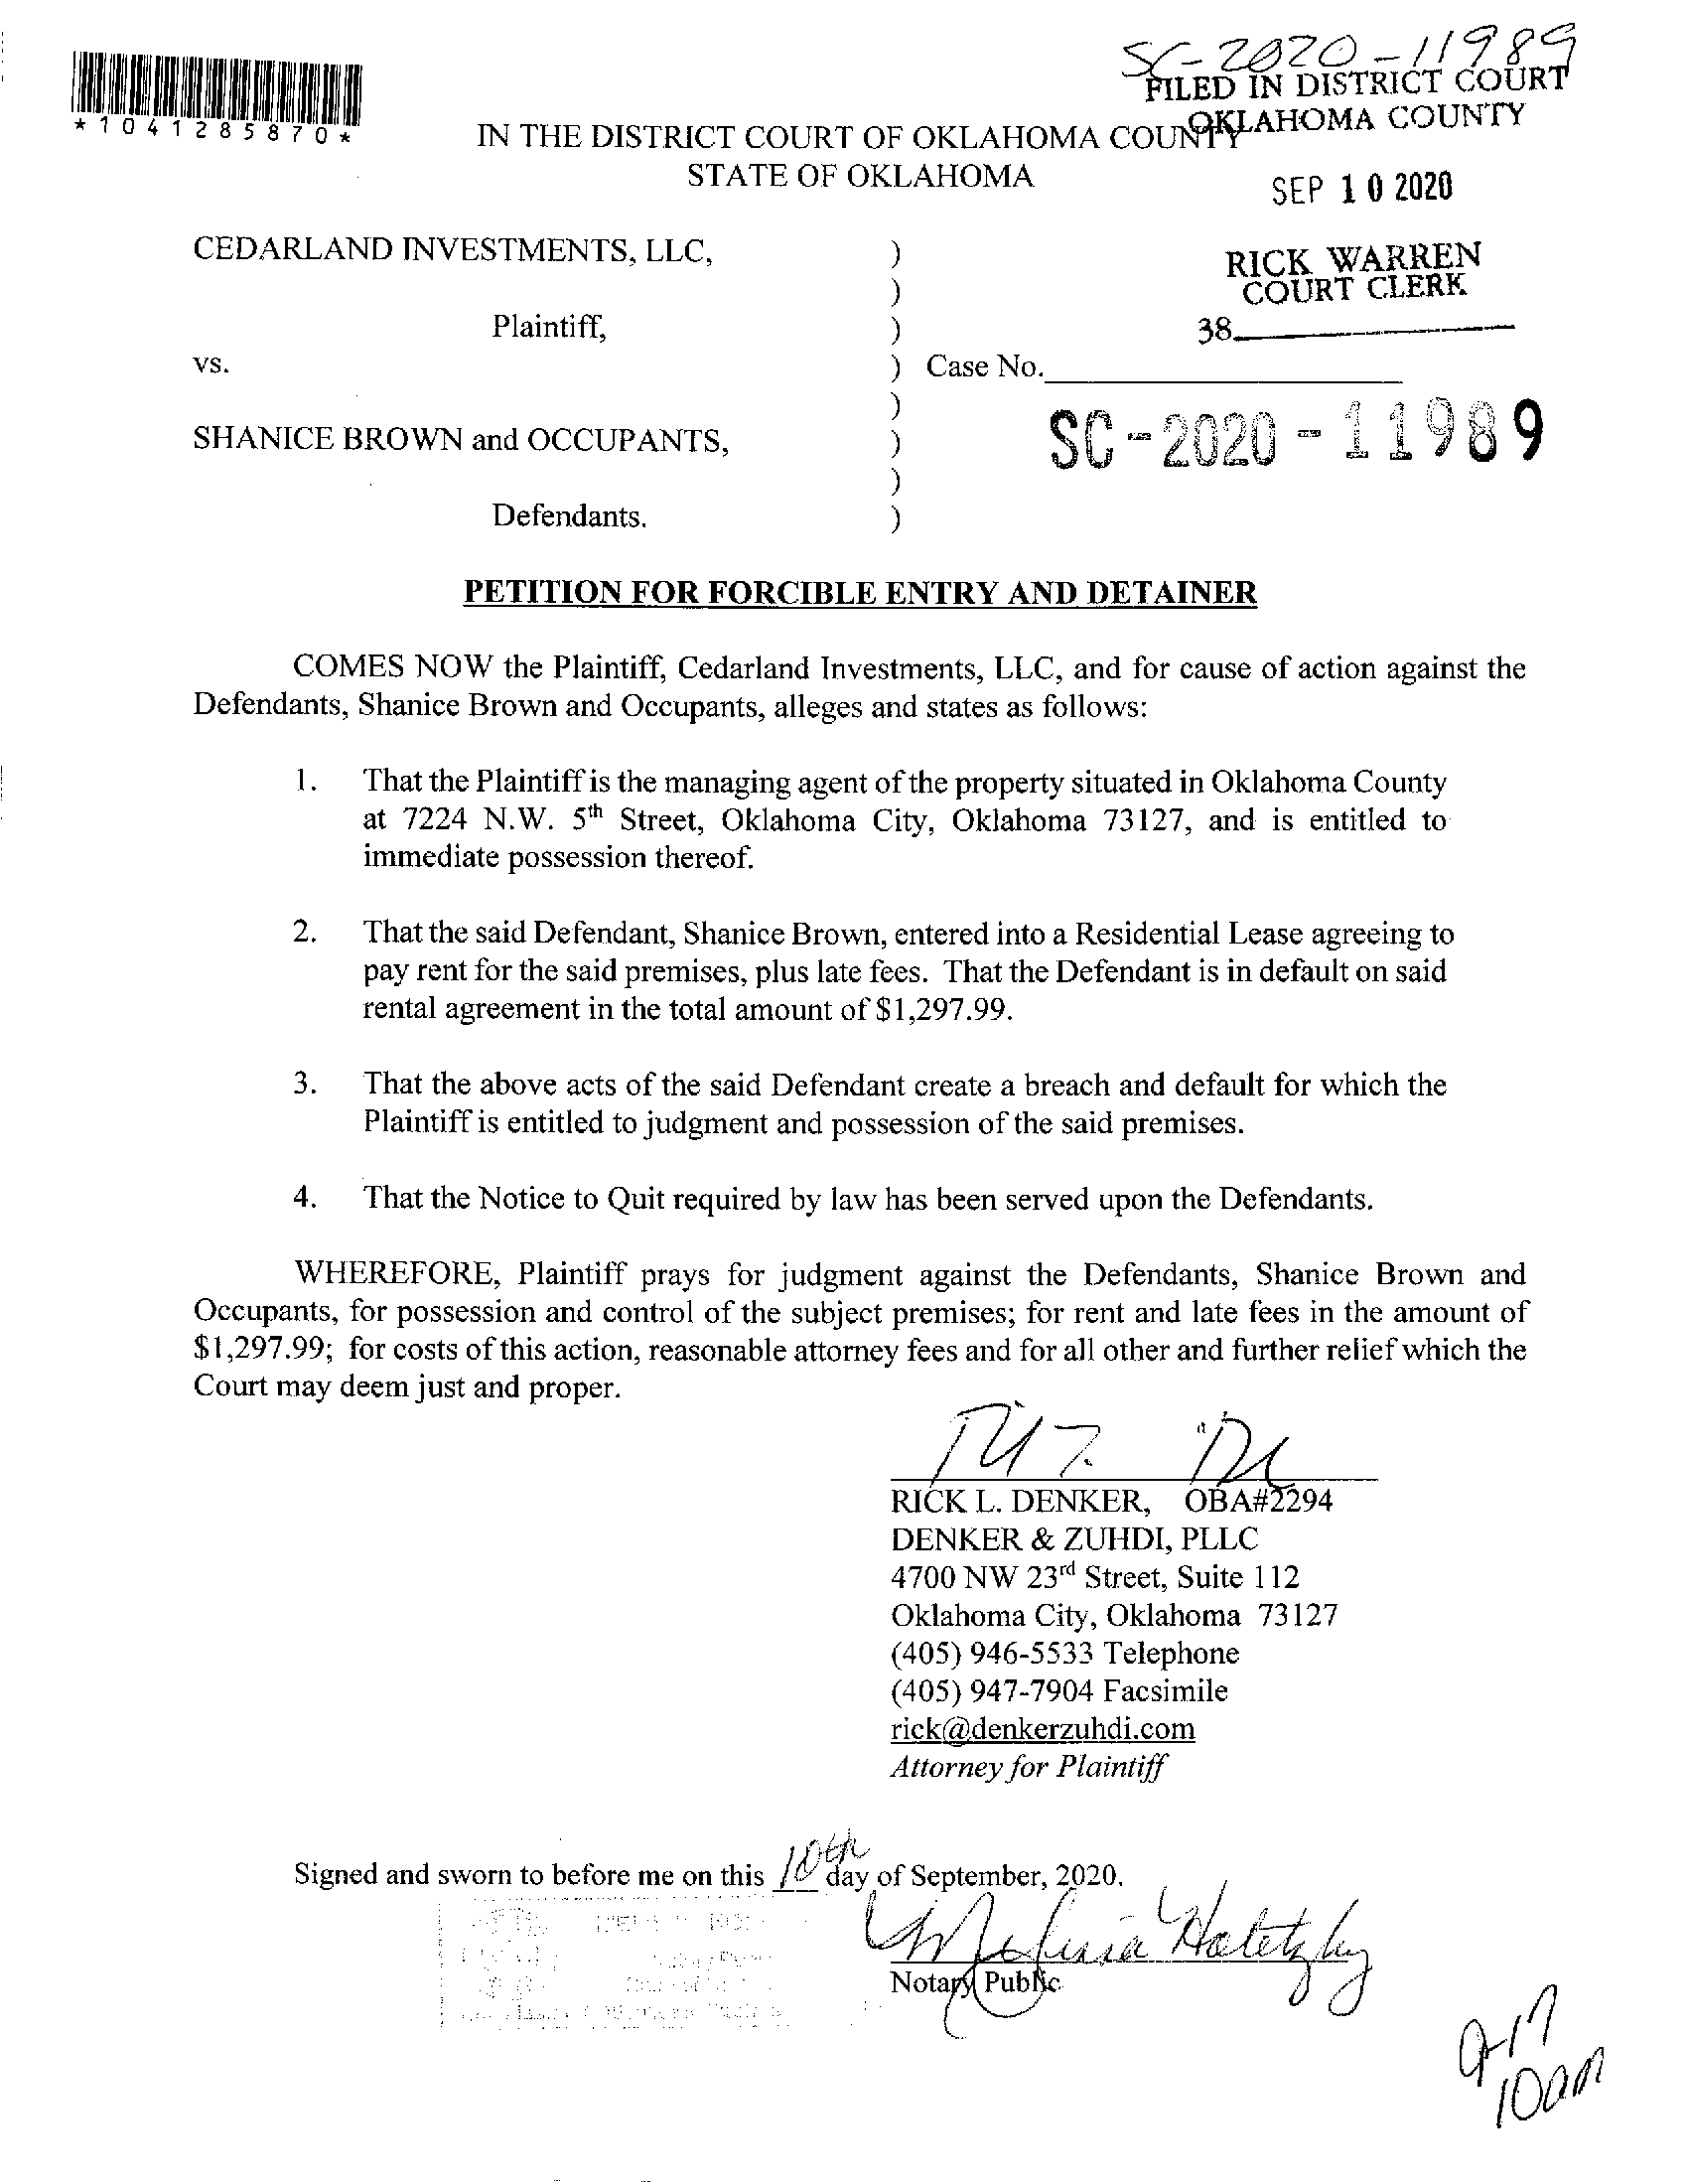 SC-2020-11989
FILED IN DISTRICT COURT
OKLAHOMA COUNTY
*1041285870*
IN THE DISTRICT COURT OF OKLAHOMA COUNTY
STATE OF OKLAHOMA
SEP 10 2020
CEDARLAND INVESTMENTS, LLC, )
RICK WARREN
COURT CLERK
)
Plaintiff, )
38
vs. ) Case No.
)
SC-2020-11989
SHANICE BROWN and OCCUPANTS, )
)
Defendants. )
PETITION FOR FORCIBLE ENTRY AND DETAINER
COMES NOW the Plaintiff, Cedarland Investments, LLC, and for cause of action against the
Defendants, Shanice Brown and Occupants, alleges and states as follows:
1. That the Plaintiff is the managing agent of the property situated in Oklahoma County
at 7224 N.W. 5th Street, Oklahoma City, Oklahoma 73127, and is entitled to
immediate possession thereof.
2. That the said Defendant, Shanice Brown, entered into a Residential Lease agreeing to
pay rent for the said premises, plus late fees. That the Defendant is in default on said
rental agreement in the total amount of $1,297.99.
3. That the above acts of the said Defendant create a breach and default for which the
Plaintiff is entitled to judgment and possession of the said premises.
4. That the Notice to Quit required by law has been served upon the Defendants.
WHEREFORE, Plaintiff prays for judgment against the Defendants, Shanice Brown and
Occupants, for possession and control of the subject premises; for rent and late fees in the amount of
$1,297.99; for costs of this action, reasonable attorney fees and for all other and further relief which the
Court may deem just and proper.
RICK L. DENKER, OBA#2294
DENKER & ZUHDI, PLLC
4700 NW 23rd Street, Suite 112
Oklahoma City, Oklahoma 73127
(405) 946-5533 Telephone
(405) 947-7904 Facsimile
rick@denkerzuhdi.com
Attorney for Plaintiff
Signed and sworn to before me on this 10th day of September, 2020.
Notary Public
9-17
10am